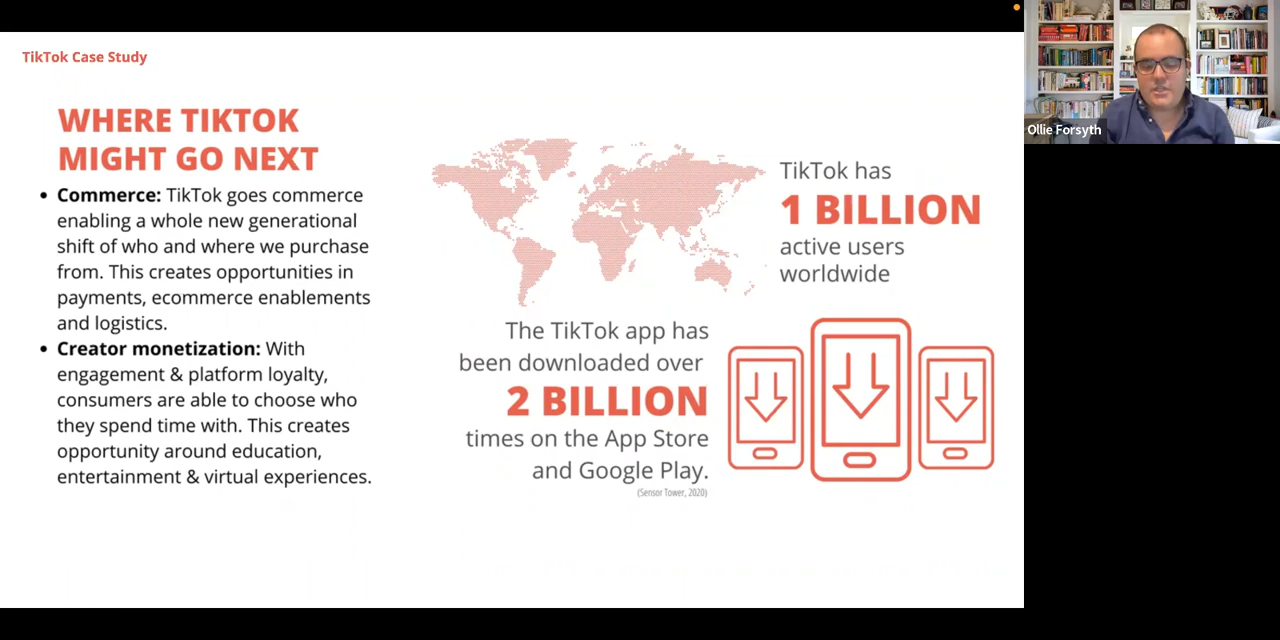 TikTok Case Study
WHERE TIKTOK
MIGHT GO NEXT
• Commerce: TikTok goes commerce
enabling a whole new generational
shift of who and where we purchase
from. This creates opportunities in
payments, ecommerce enablements
and logistics.
• Creator monetization: With
engagement & platform loyalty,
consumers are able to choose who
they spend time with. This creates
opportunity around education,
entertainment & virtual experiences.
TikTok has
1 BILLION
active users
worldwide
The TikTok app has
been downloaded over
2 BILLION
times on the App Store
and Google Play.
(Sensor Tower, 2020)
Ollie Forsyth